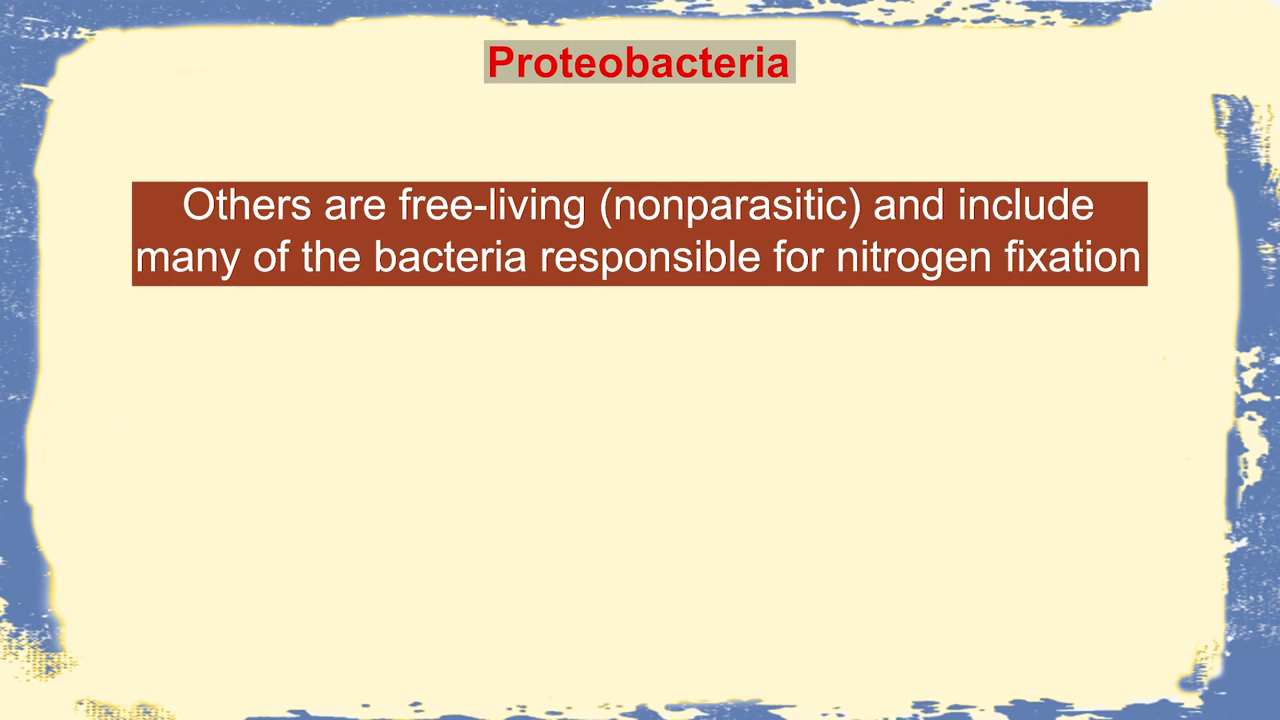 Proteobacteria
Others are free-living (nonparasitic) and include
many of the bacteria responsible for nitrogen fixation